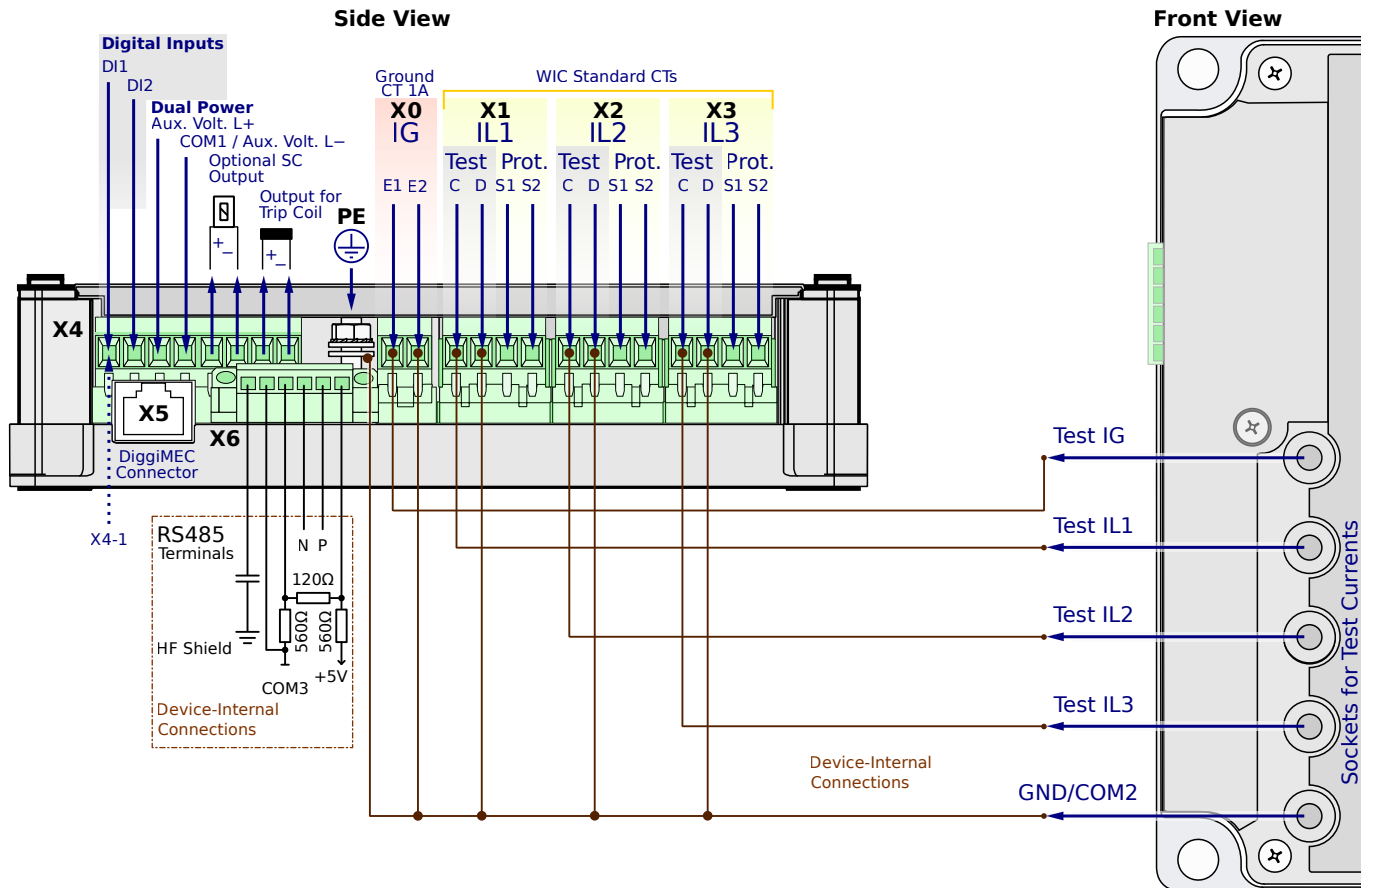 Side View
Front View
Digital Inputs
DI1
DI2
Dual Power
Aux. Volt. L+
COM1 / Aux. Volt. L−
Optional SC
Output
+
−
Output for
Trip Coil
+
−
PE
Ground
CT 1A
X0
IG
E1 E2
WIC Standard CTs
X1
IL1
Test Prot.
C D S1 S2
X2
IL2
Test Prot.
C D S1 S2
X3
IL3
Test Prot.
C D S1 S2
X4
X5
X6
DiggiMEC
Connector
X4-1
RS485
Terminals
N P
120Ω
560Ω
560Ω
HF Shield
+5V
COM3
Device-Internal
Connections
Test IG
Test IL1
Test IL2
Test IL3
GND/COM2
Device-Internal
Connections
Sockets for Test Currents